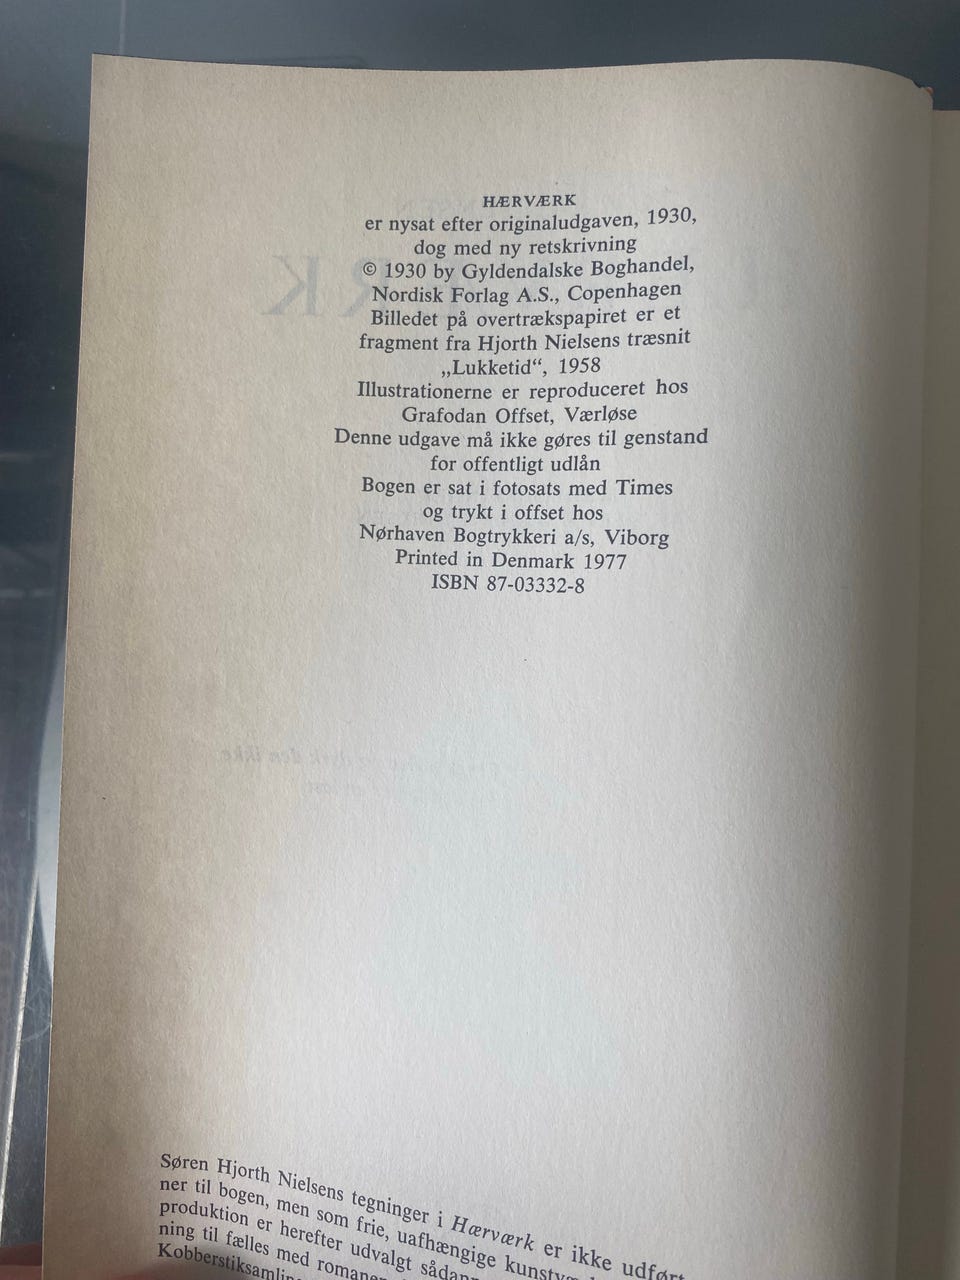 HÆRVÆRK
er nysat efter originaludgaven, 1930,
dog med ny retskrivning
© 1930 by Gyldendalske Boghandel,
Nordisk Forlag A.S., Copenhagen
Billedet på overtrækspapiret er et
fragment fra Hjorth Nielsens træsnit
„Lukketid“, 1958
Illustrationerne er reproduceret hos
Grafodan Offset, Værløse
Denne udgave må ikke gøres til genstand
for offentligt udlån
Bogen er sat i fotosats med Times
og trykt i offset hos
Nørhaven Bogtrykkeri a/s, Viborg
Printed in Denmark 1977
ISBN 87-03332-8
Søren Hjorth Nielsens tegninger i Hærværk er ikke udført
ner til bogen, men som frie, uafhængige
produktion er herefter udvalgt
ning til fælles med